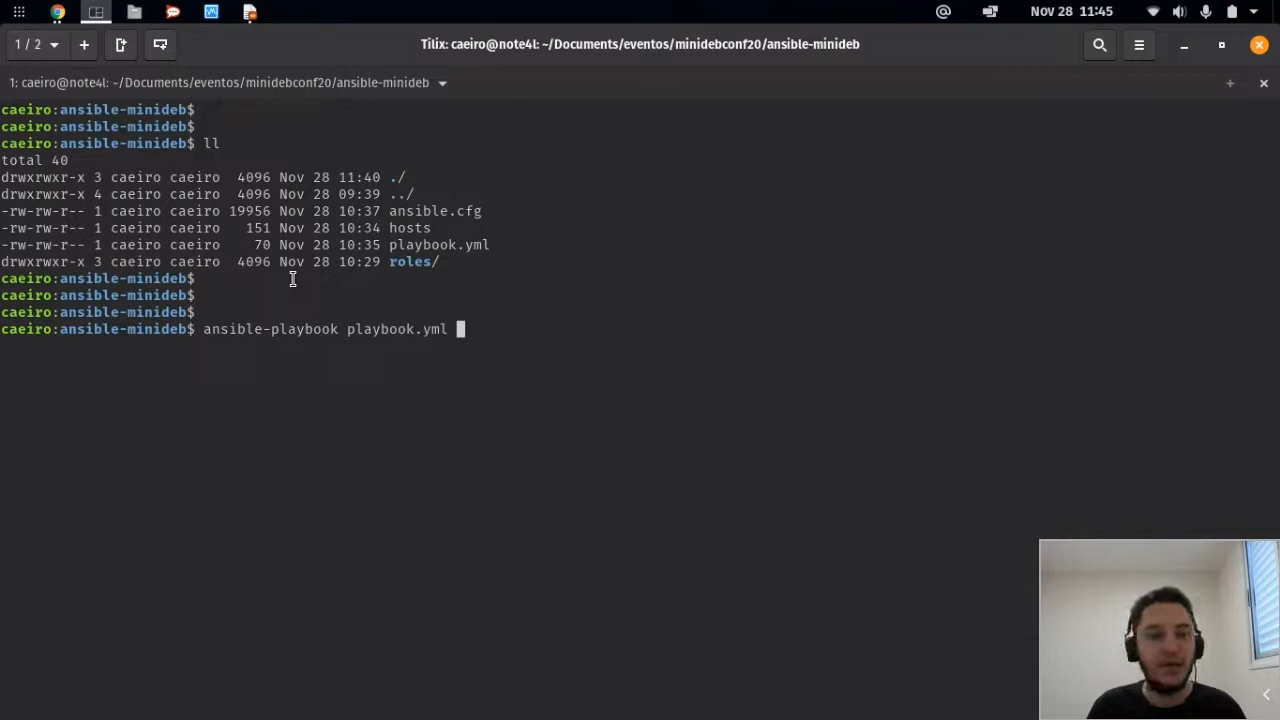 Nov 28 11:45
1 / 2
Tilix: caeiro@note4l: ~/Documents/eventos/minidebconf20/ansible-minideb
1: caeiro@note4l: ~/Documents/eventos/minidebconf20/ansible-minideb
caeiro:ansible-minideb$
caeiro:ansible-minideb$
caeiro:ansible-minideb$ ll
total 40
drwxrwxr-x 3 caeiro caeiro  4096 Nov 28 11:40 ./
drwxrwxr-x 4 caeiro caeiro  4096 Nov 28 09:39 ../
-rw-rw-r-- 1 caeiro caeiro 19956 Nov 28 10:37 ansible.cfg
-rw-rw-r-- 1 caeiro caeiro   151 Nov 28 10:34 hosts
-rw-rw-r-- 1 caeiro caeiro    70 Nov 28 10:35 playbook.yml
drwxrwxr-x 3 caeiro caeiro  4096 Nov 28 10:29 roles/
caeiro:ansible-minideb$
caeiro:ansible-minideb$
caeiro:ansible-minideb$
caeiro:ansible-minideb$ ansible-playbook playbook.yml